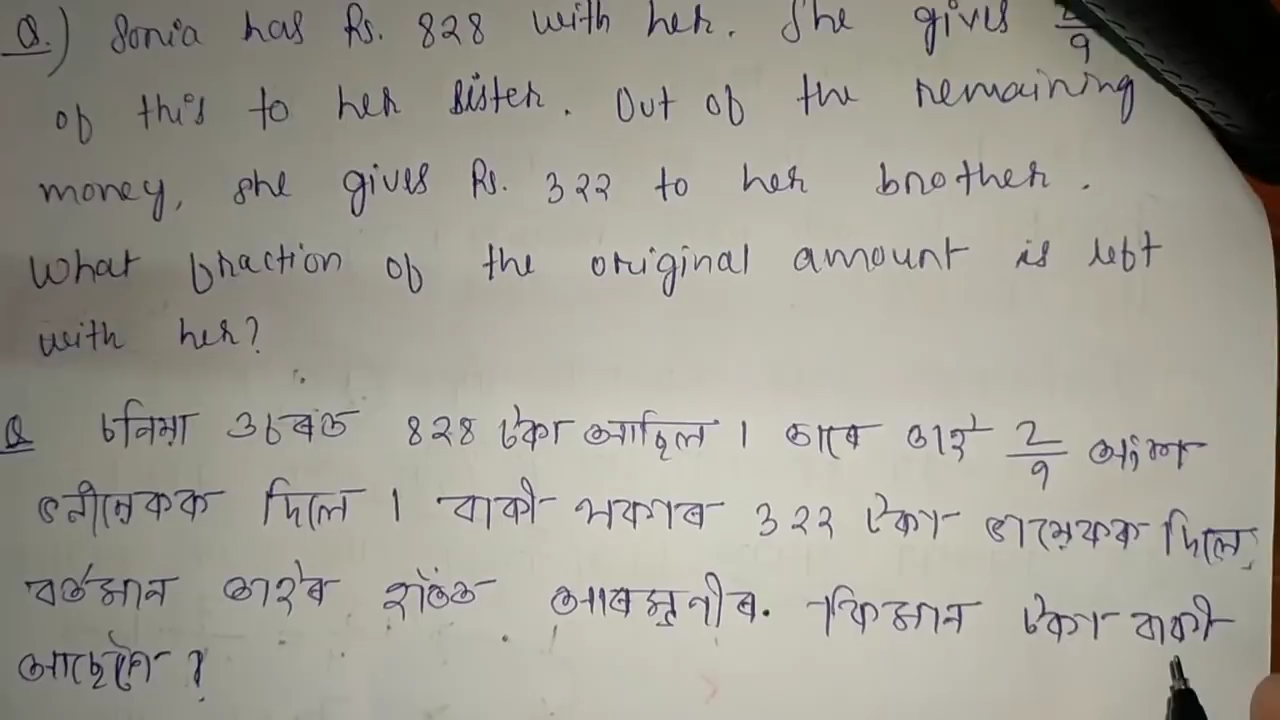 Q.) Sonia has Rs. 828 with her. She gives 2/9
of this to her sister. Out of the remaining
money, she gives Rs. 322 to her brother.
What fraction of the original amount is left
with her?
Q চনিয়া ওচৰত 828 টকা আছিল । তাৰে তাই 2/9 অংশ
ভনীয়েকক দিলে । বাকী থকাৰ 322 টকা ভায়েকক দিলে
বৰ্তমান তাইৰ হাতত আৰম্ভণীৰ. কিমান টকা বাকী
আছেগৈ ?